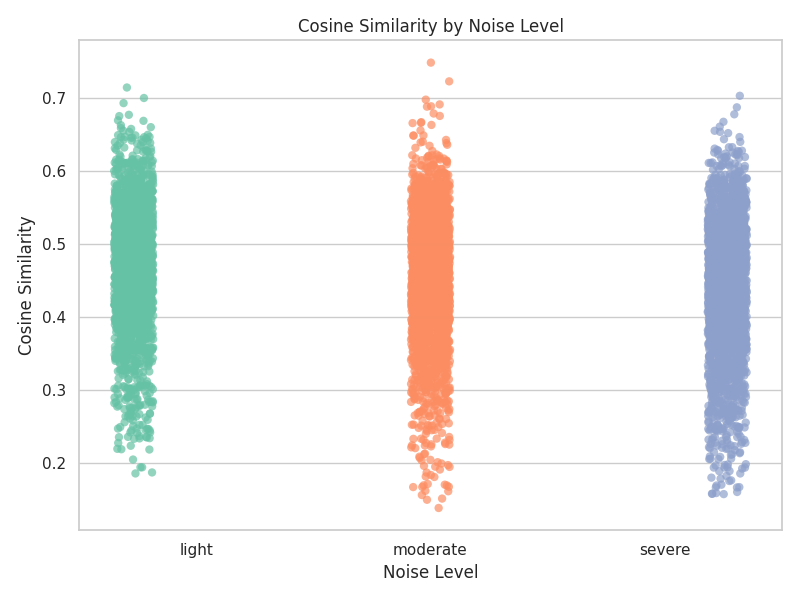 Cosine Similarity by Noise Level
Cosine Similarity
0.7
0.6
0.5
0.4
0.3
0.2
light moderate severe
Noise Level